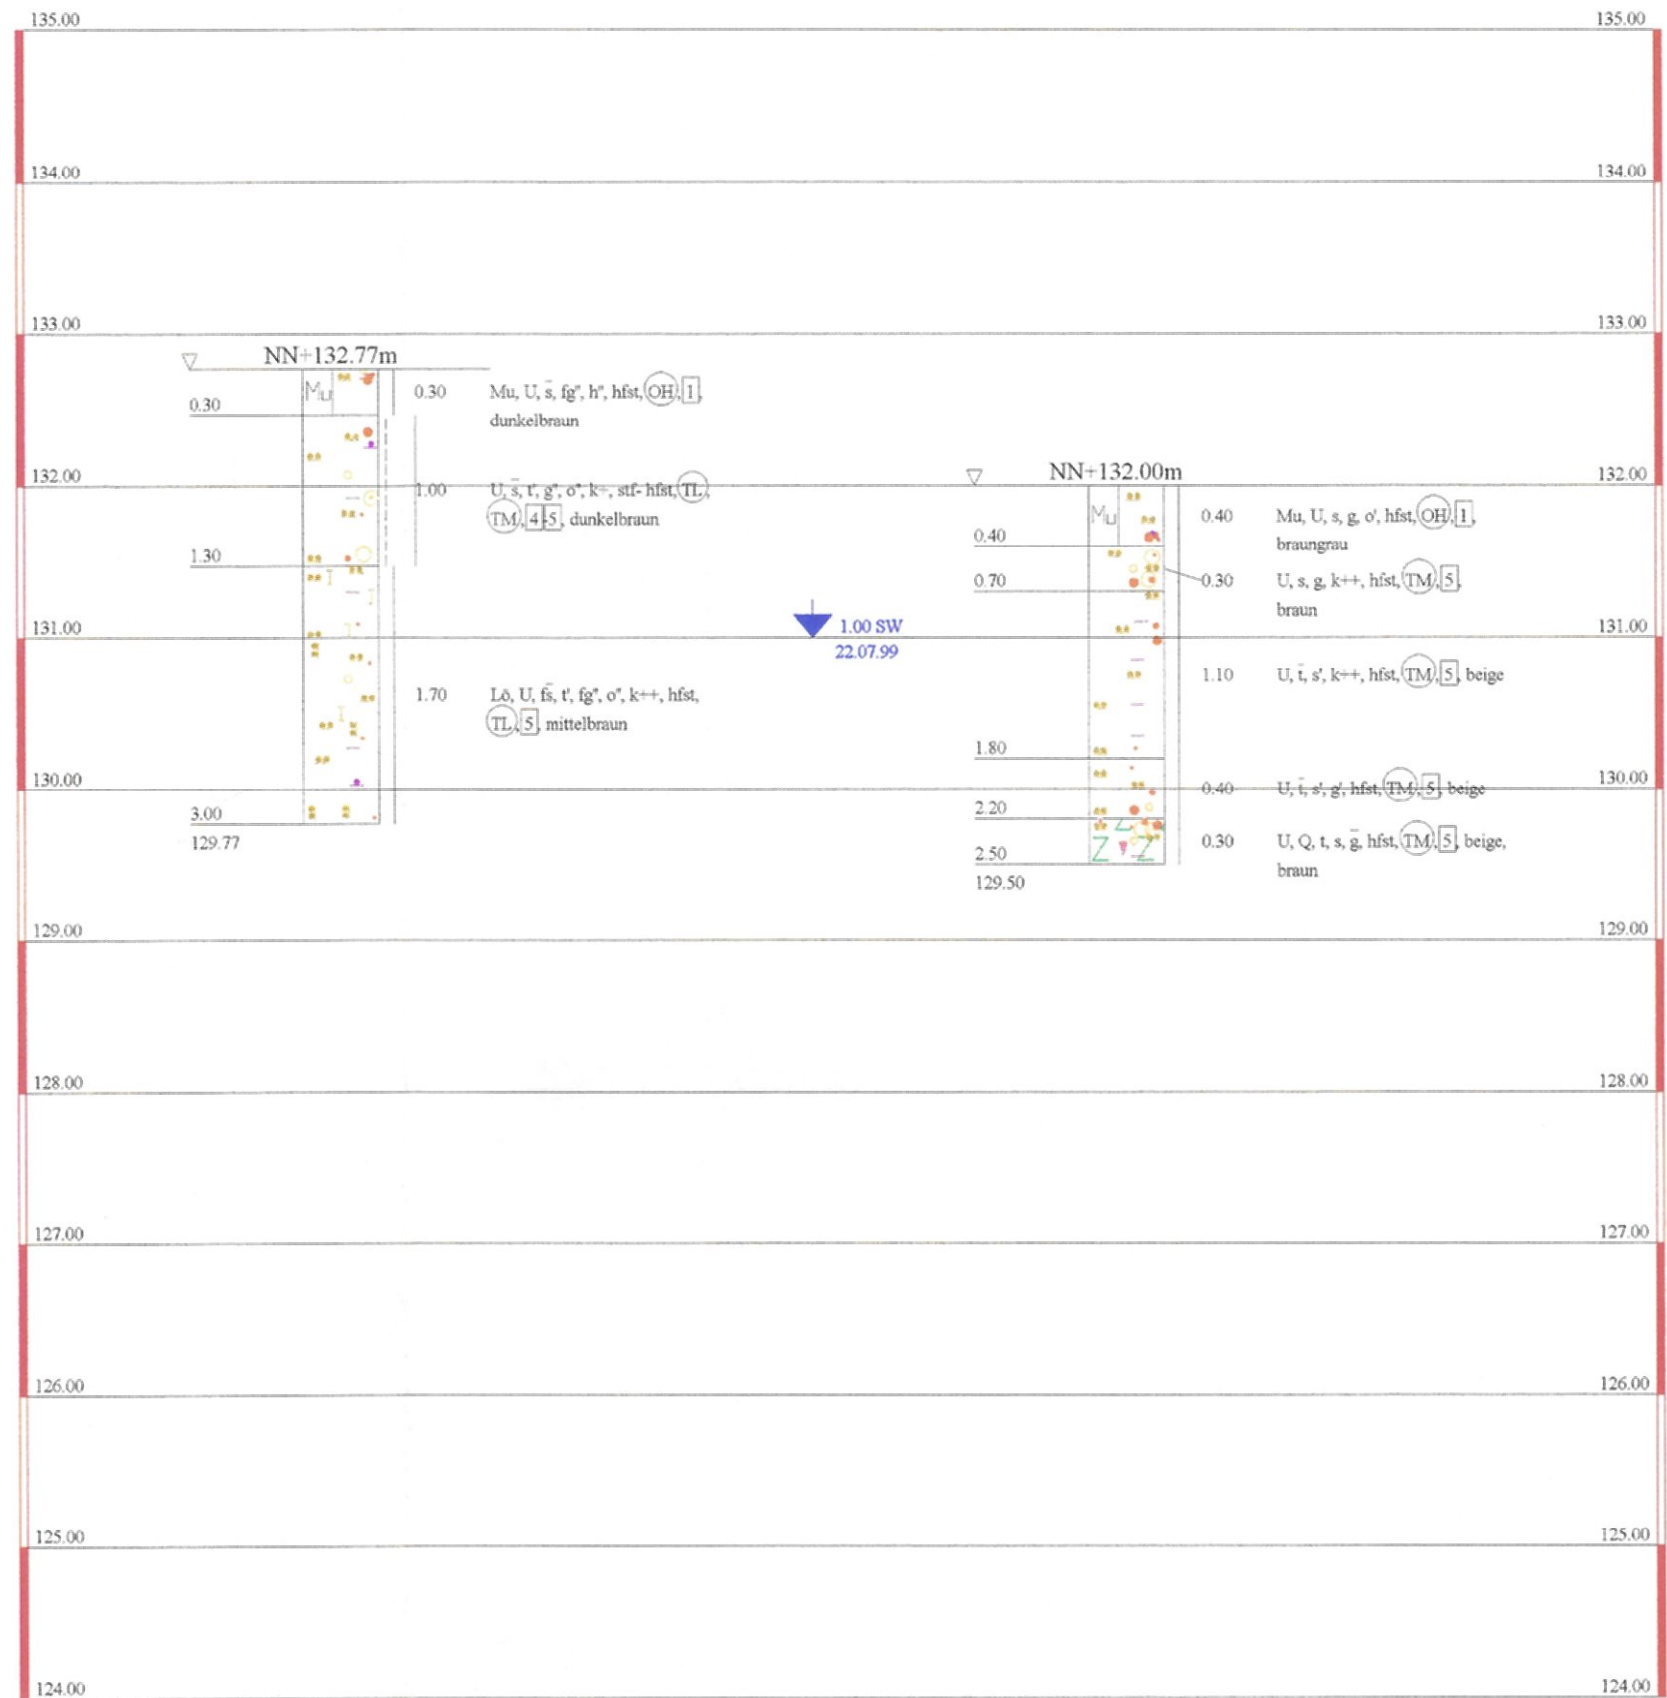 135.00 135.00
134.00 134.00
133.00 133.00
NN+132.77m
Mu
0.30
0.30 Mu, U, s̄, fg'', h'', hfst, OH, 1,
dunkelbraun
132.00 132.00
1.00 U, s̄, t', g'', o'', k+, stf- hfst, TL,
TM, 4-5, dunkelbraun
1.30
131.00 131.00
1.70 Lö, U, fs̄, t', fg'', o'', k++, hfst,
TL, 5, mittelbraun
130.00 130.00
3.00
129.77
1.00 SW
22.07.99
NN+132.00m
Mu
0.40
0.40 Mu, U, s, g, o', hfst, OH, 1,
braungrau
0.70
0.30 U, s, g, k++, hfst, TM, 5,
braun
1.10 U, t̄, s', k++, hfst, TM, 5, beige
1.80
0.40 U, t̄, s', g', hfst, TM, 5, beige
2.20
0.30 U, Q, t, s, ḡ, hfst, TM, 5, beige,
braun
Z Z Z
2.50
129.50
129.00 129.00
128.00 128.00
127.00 127.00
126.00 126.00
125.00 125.00
124.00 124.00